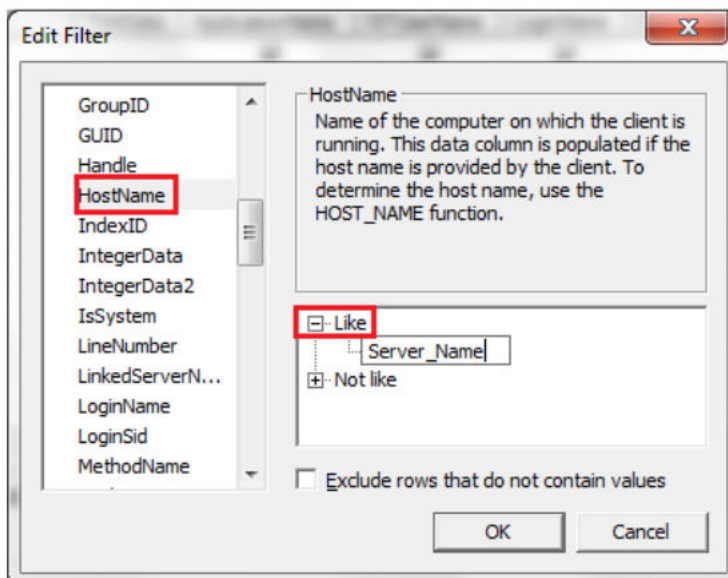 Edit Filter
GroupID
GUID
Handle
HostName
IndexID
IntegerData
IntegerData2
IsSystem
LineNumber
LinkedServerN...
LoginName
LoginSid
MethodName
HostName
Name of the computer on which the client is
running. This data column is populated if the
host name is provided by the client. To
determine the host name, use the
HOST_NAME function.
Like
Server_Name
Not like
Exclude rows that do not contain values
OK
Cancel